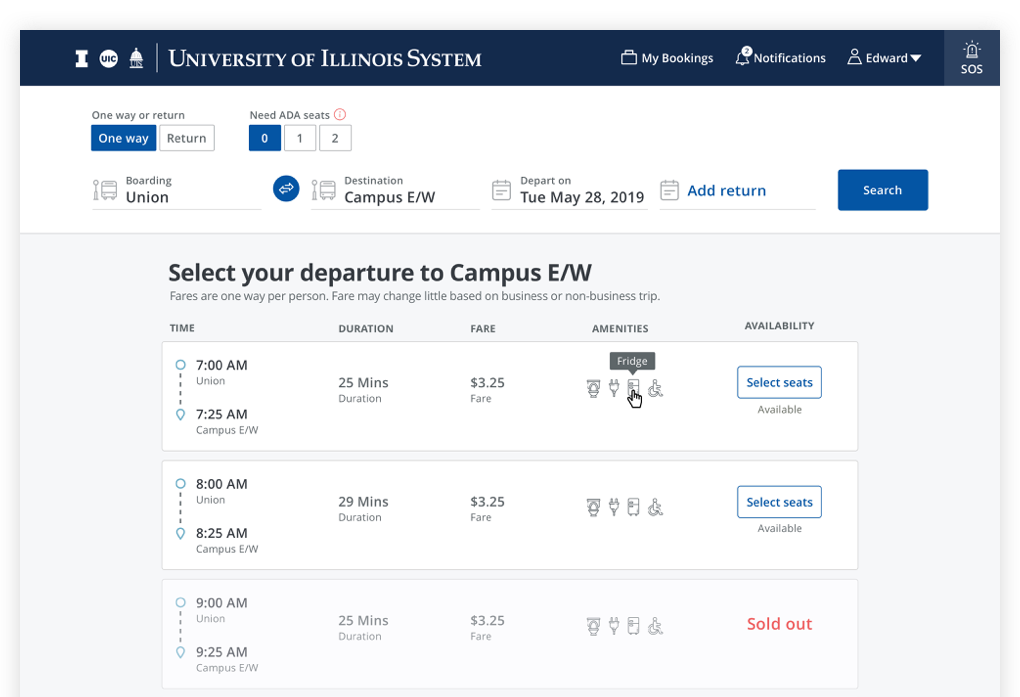 I UIC UNIVERSITY OF ILLINOIS SYSTEM My Bookings 2 Notifications Edward SOS
One way or return Need ADA seats
One way Return 0 1 2
Boarding Destination Depart on
Union Campus E/W Tue May 28, 2019 Add return Search
Select your departure to Campus E/W
Fares are one way per person. Fare may change little based on business or non-business trip.
TIME DURATION FARE AMENITIES AVAILABILITY
Fridge
7:00 AM
Union
25 Mins $3.25 Select seats
Duration Fare Available
7:25 AM
Campus E/W
8:00 AM
Union
29 Mins $3.25 Select seats
Duration Fare Available
8:25 AM
Campus E/W
9:00 AM
Union
25 Mins $3.25 Sold out
Duration Fare
9:25 AM
Campus E/W